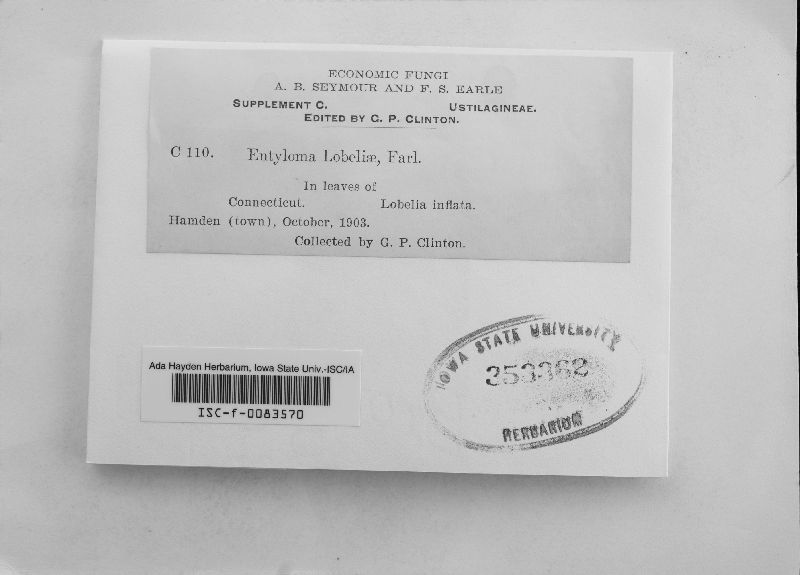 ECONOMIC FUNGI
A. B. SEYMOUR AND F. S. EARLE
SUPPLEMENT C. USTILAGINEAE.
EDITED BY G. P. CLINTON.
C 110. Entyloma Lobeliæ, Farl.
In leaves of
Connecticut. Lobelia inflata.
Hamden (town), October, 1903.
Collected by G. P. Clinton.
Ada Hayden Herbarium, Iowa State Univ.-ISC/IA
ISC-f-0083570
IOWA STATE UNIVERSITY
353362
HERBARIUM